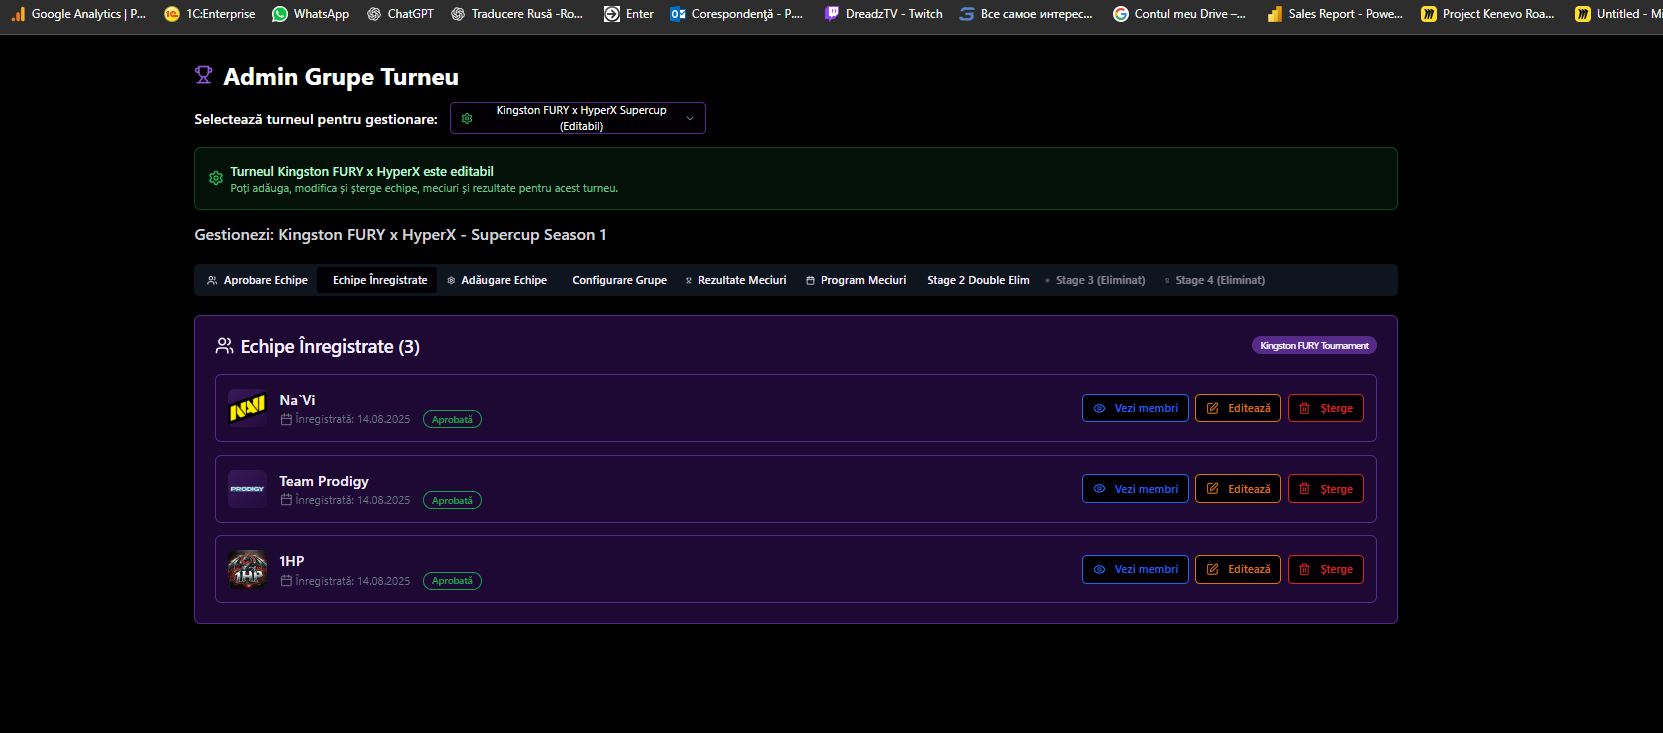 Google Analytics | P... 1C:Enterprise WhatsApp ChatGPT Traducere Rusă -Ro... Enter Corespondență - P.... DreadzTV - Twitch Все самое интерес... Contul meu Drive –... Sales Report - Powe... Project Kenevo Roa... Untitled - Mi
Admin Grupe Turneu
Selectează turneul pentru gestionare:
Kingston FURY x HyperX Supercup
(Editabil)
Turneul Kingston FURY x HyperX este editabil
Poți adăuga, modifica și șterge echipe, meciuri și rezultate pentru acest turneu.
Gestionezi: Kingston FURY x HyperX - Supercup Season 1
Aprobare Echipe Echipe Înregistrate Adăugare Echipe Configurare Grupe Rezultate Meciuri Program Meciuri Stage 2 Double Elim Stage 3 (Eliminat) Stage 4 (Eliminat)
Echipe Înregistrate (3) Kingston FURY Tournament
NAVI
Na`Vi
Înregistrată: 14.08.2025 Aprobată
Vezi membri Editează Șterge
PRODIGY
Team Prodigy
Înregistrată: 14.08.2025 Aprobată
Vezi membri Editează Șterge
1HP
1HP
Înregistrată: 14.08.2025 Aprobată
Vezi membri Editează Șterge